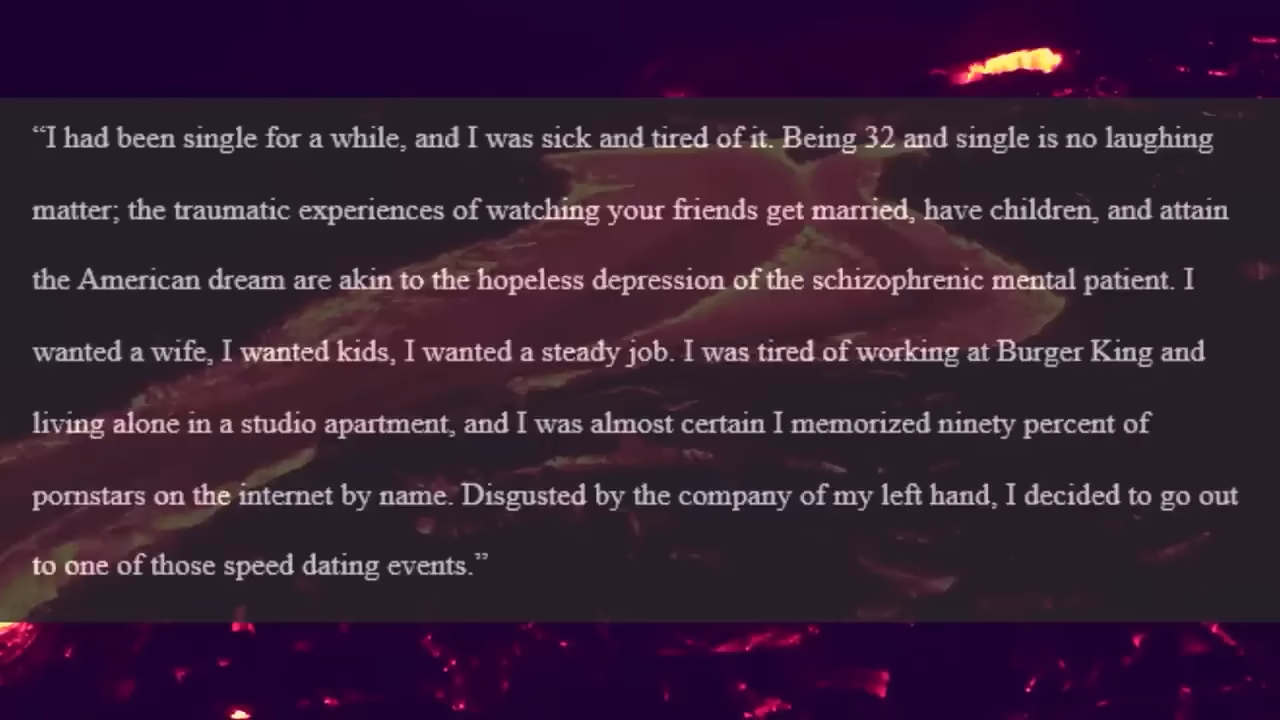 “I had been single for a while, and I was sick and tired of it. Being 32 and single is no laughing
matter; the traumatic experiences of watching your friends get married, have children, and attain
the American dream are akin to the hopeless depression of the schizophrenic mental patient. I
wanted a wife, I wanted kids, I wanted a steady job. I was tired of working at Burger King and
living alone in a studio apartment, and I was almost certain I memorized ninety percent of
pornstars on the internet by name. Disgusted by the company of my left hand, I decided to go out
to one of those speed dating events.”